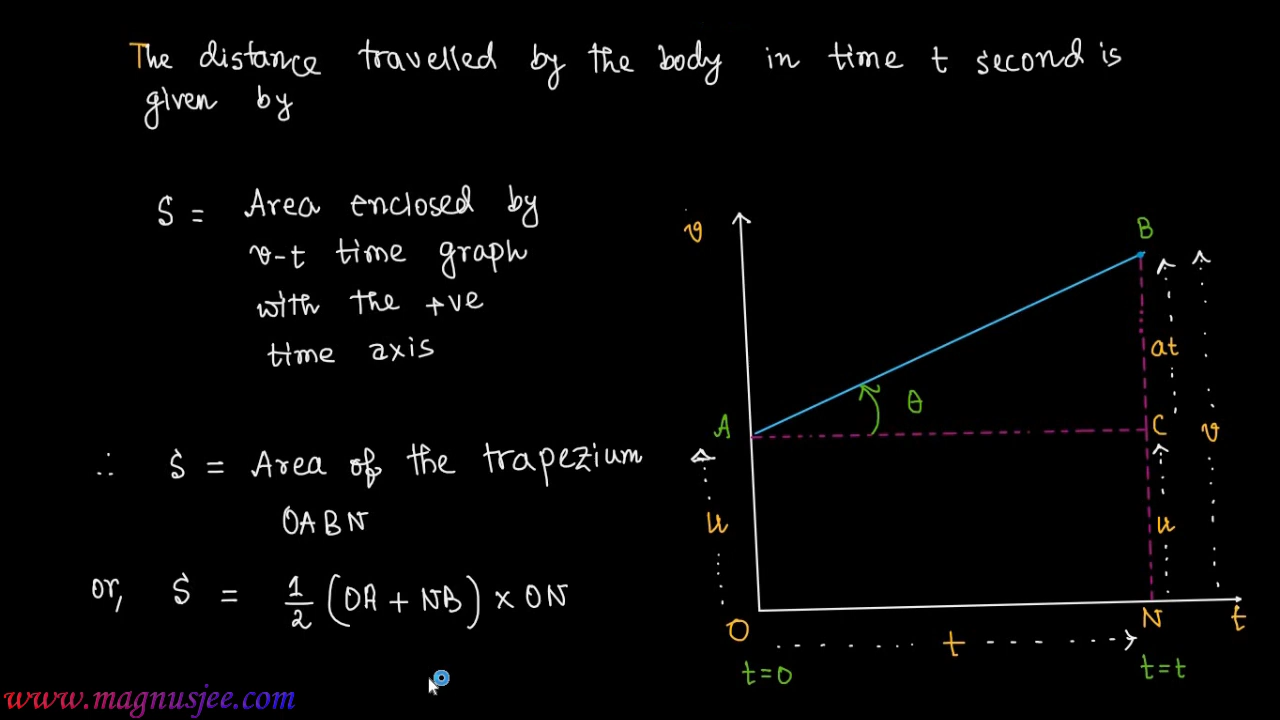 The distance travelled by the body in time t second is
given by
S = Area enclosed by
v-t time graph
with the +ve
time axis
∴ S = Area of the trapezium
OABN
or, S = 1/2 (OA + NB) × ON
v
B
at
θ
A
C
v
u
u
O
N
t
t
t=0
t=t
www.magnusjee.com